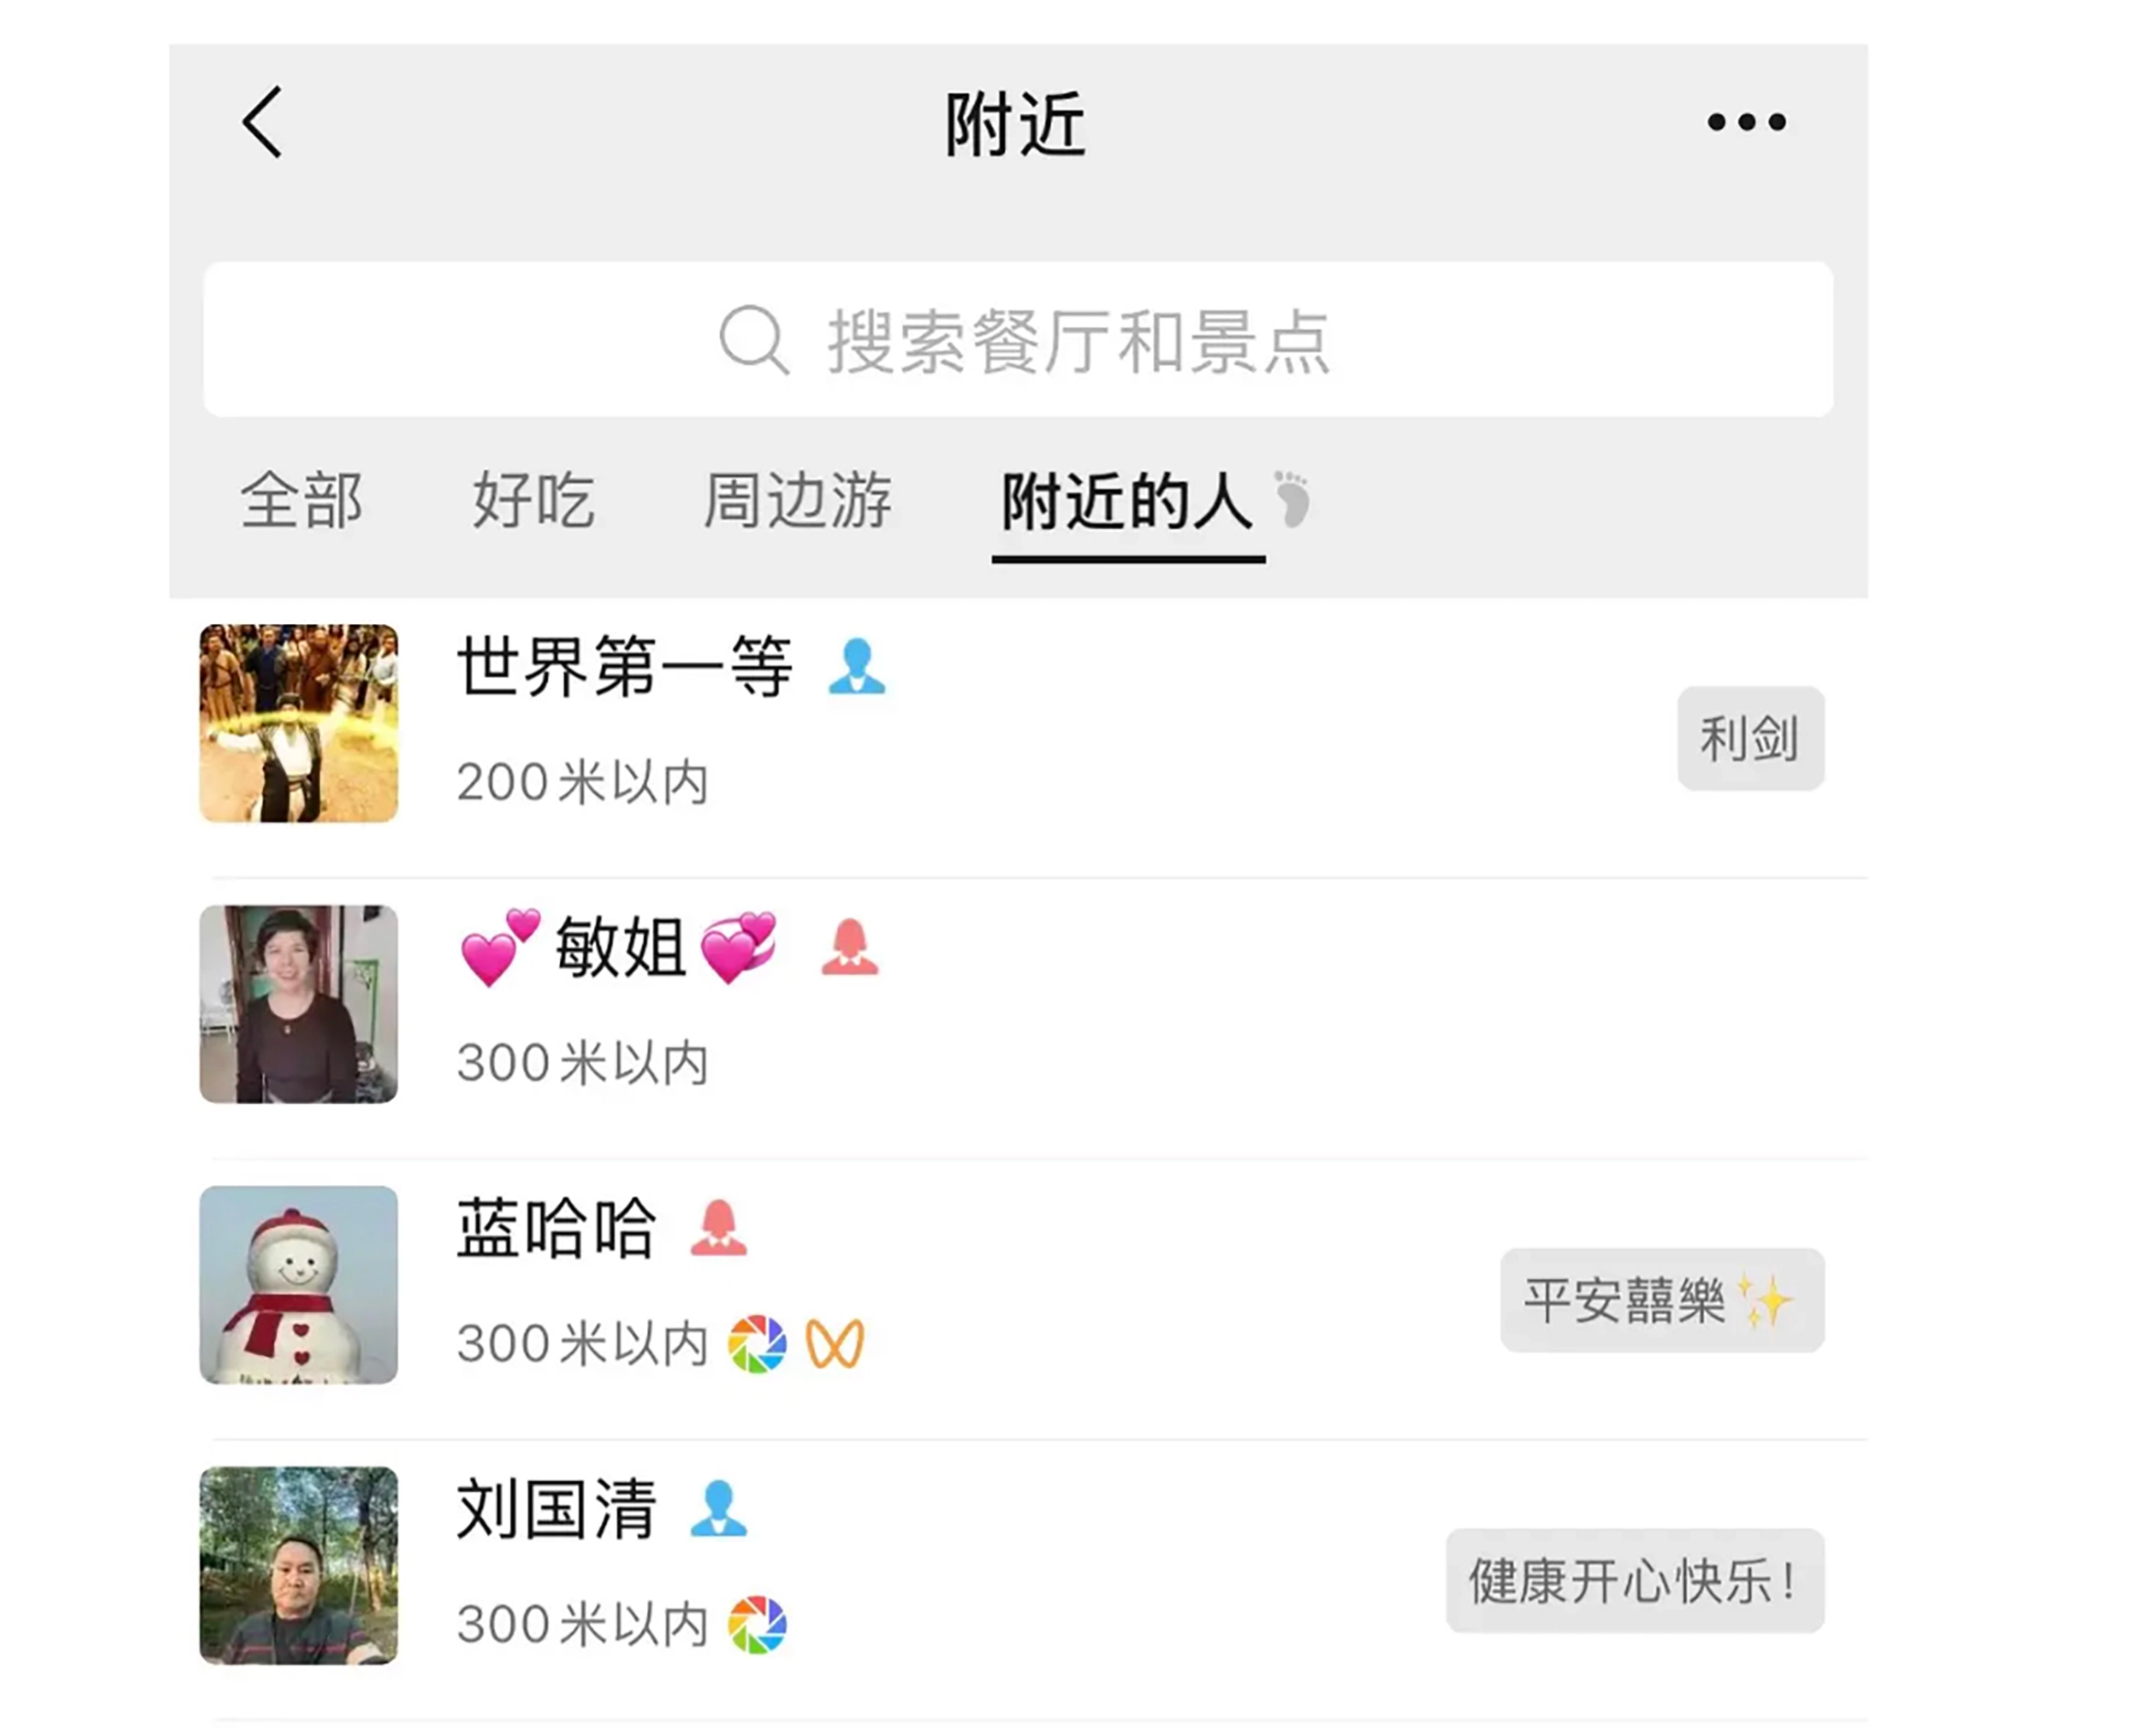 附近
搜索餐厅和景点
全部 好吃 周边游 附近的人
世界第一等
200米以内
利剑
💕敏姐💞
300米以内
蓝哈哈
300米以内
平安囍樂✨
刘国清
300米以内
健康开心快乐！